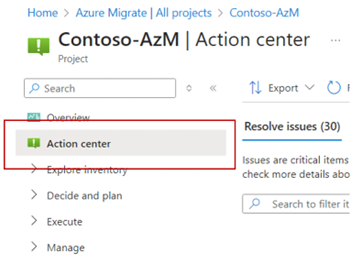 Home > Azure Migrate | All projects > Contoso-AzM
Contoso-AzM | Action center ...
Project
Search
Export
Overview
Action center
Resolve issues (30)
Explore inventory
Issues are critical items
check more details abou
Decide and plan
Search to filter it
Execute
Manage